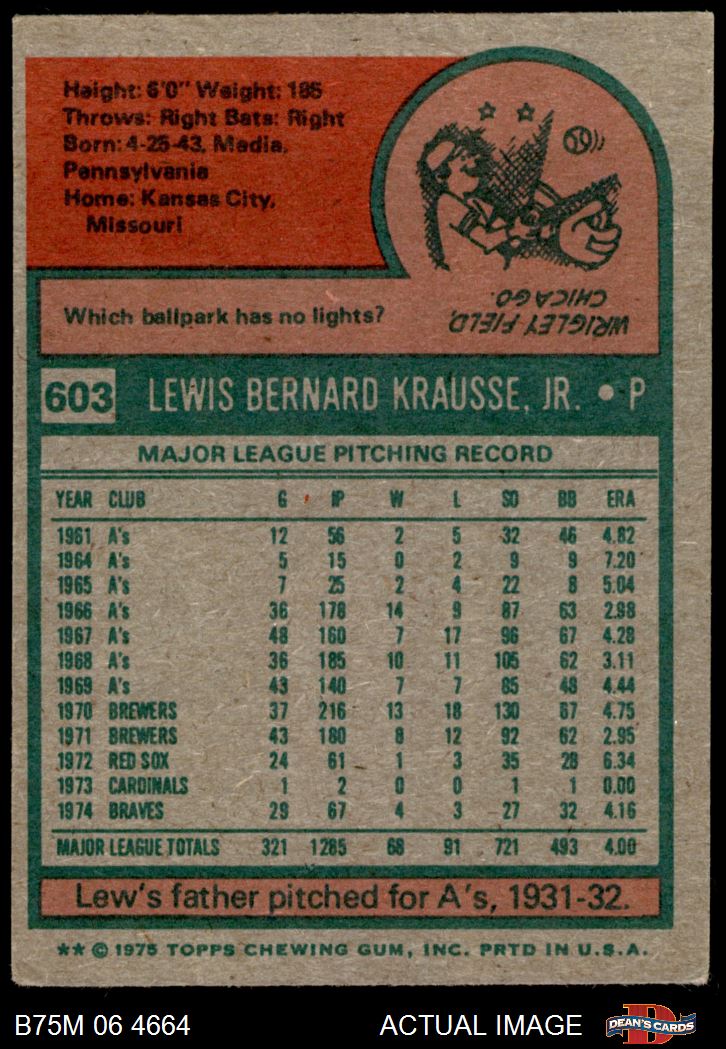 Height: 6'0" Weight: 185
Throws: Right Bats: Right
Born: 4-25-43, Media,
Pennsylvania
Home: Kansas City,
Missouri
Which ballpark has no lights?
WRIGLEY FIELD,
CHICAGO.
603 LEWIS BERNARD KRAUSSE, JR. • P
MAJOR LEAGUE PITCHING RECORD
YEAR CLUB G IP W L SO BB ERA
1961 A's 12 56 2 5 32 46 4.82
1964 A's 5 15 0 2 9 9 7.20
1965 A's 7 25 2 4 22 8 5.04
1966 A's 36 178 14 9 87 63 2.98
1967 A's 48 160 7 17 96 67 4.28
1968 A's 36 185 10 11 105 62 3.11
1969 A's 43 140 7 7 85 48 4.44
1970 BREWERS 37 216 13 18 130 67 4.75
1971 BREWERS 43 180 8 12 92 62 2.95
1972 RED SOX 24 61 1 3 35 28 6.34
1973 CARDINALS 1 2 0 0 1 1 0.00
1974 BRAVES 29 67 4 3 27 32 4.16
MAJOR LEAGUE TOTALS 321 1285 68 91 721 493 4.00
Lew's father pitched for A's, 1931-32.
** © 1975 TOPPS CHEWING GUM, INC. PRTD IN U.S.A.
B75M 06 4664 ACTUAL IMAGE DEAN'S CARDS